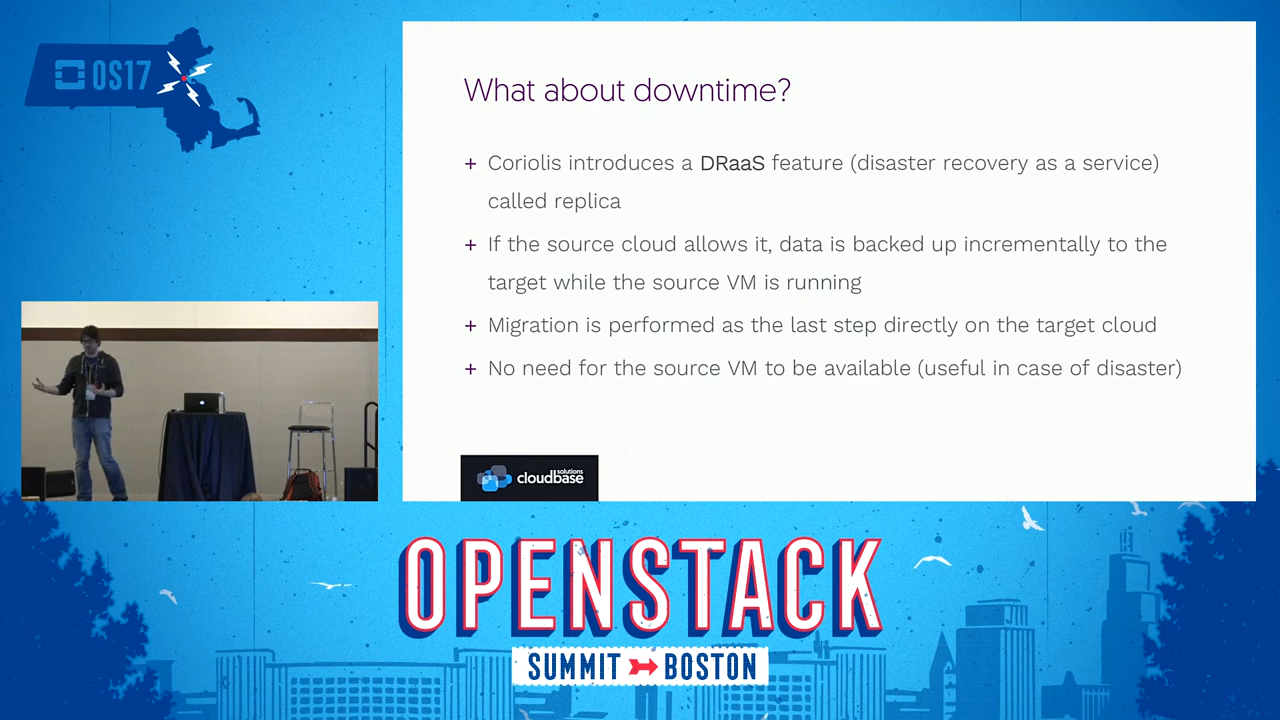 OS17
What about downtime?
+ Coriolis introduces a DRaaS feature (disaster recovery as a service)
called replica
+ If the source cloud allows it, data is backed up incrementally to the
target while the source VM is running
+ Migration is performed as the last step directly on the target cloud
+ No need for the source VM to be available (useful in case of disaster)
cloudbase solutions
OPENSTACK
SUMMIT BOSTON